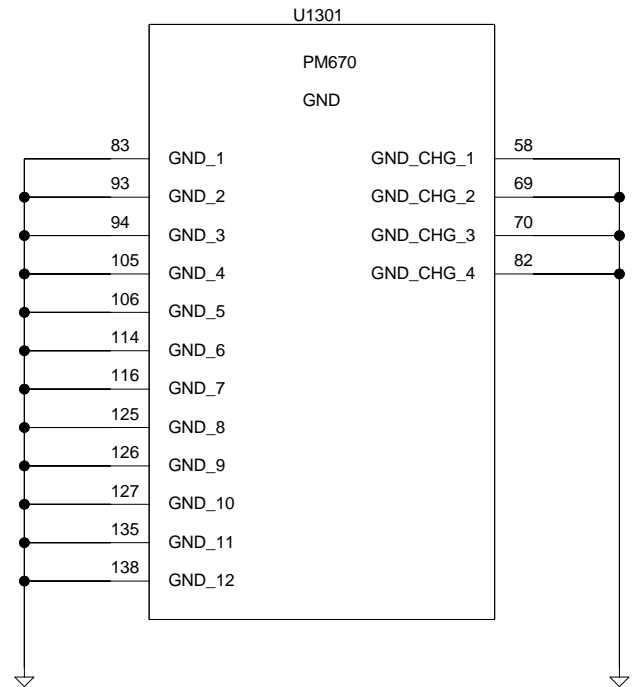 U1301
PM670
GND
83 GND_1 GND_CHG_1 58
93 GND_2 GND_CHG_2 69
94 GND_3 GND_CHG_3 70
105 GND_4 GND_CHG_4 82
106 GND_5
114 GND_6
116 GND_7
125 GND_8
126 GND_9
127 GND_10
135 GND_11
138 GND_12